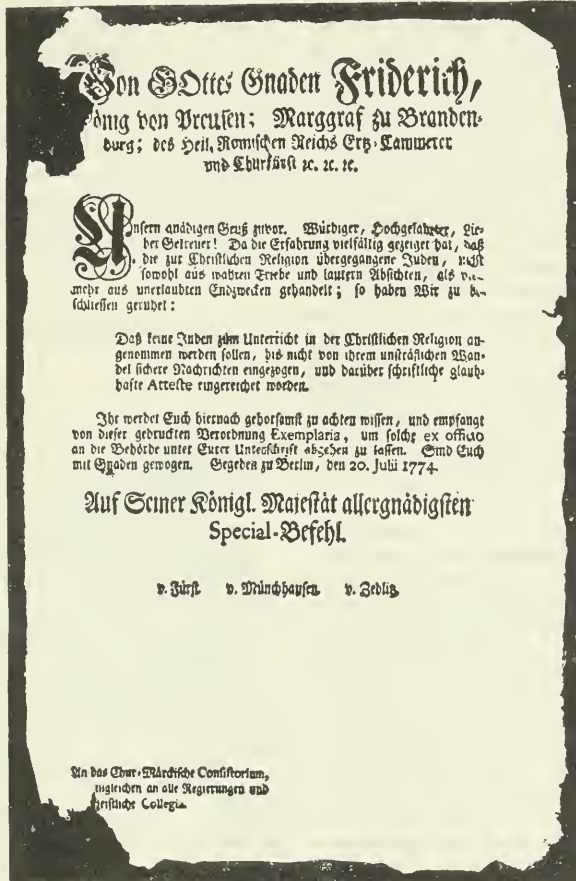 Von GOttes Gnaden Friderich,
König von Preusen; Marggraf zu Branden-
burg; des Heil. Römischen Reichs Ertz-Cammerer
und Churfürst ꝛc. ꝛc. ꝛc.
Unsern gnädigen Gruß zuvor. Würdiger, Hochgelahrter, Lie-
ber Getreuer! Da die Erfahrung vielfältig gezeiget hat, daß
die zur Christlichen Religion übergegangene Juden, nicht
sowohl aus wahren Triebe und lautern Absichten, als viel-
mehr aus unerlaubten Endzwecken gehandelt; so haben Wir zu be-
schliessen geruhet:
Daß keine Juden zum Unterricht in der Christlichen Religion an-
genommen werden sollen, bis nicht von ihrem unsträflichen Wan-
del sichere Nachrichten eingezogen, und darüber schriftliche glaub-
hafte Atteste eingereichet worden.
Ihr werdet Euch hiernach gehorsamst zu achten wissen, und empfangt
von dieser gedruckten Verordnung Exemplaria, um solche ex officio
an die Behörde unter Eurer Unterschrift abgehen zu lassen. Sind Euch
mit Gnaden gewogen. Gegeben zu Berlin, den 20. Julii 1774.
Auf Seiner Königl. Majestät allergnädigsten
Special-Befehl.
v. Fürst v. Münchhausen v. Zedlitz
An das Chur-Märckische Consistorium,
ingleichen an alle Regierungen und
geistliche Collegia.